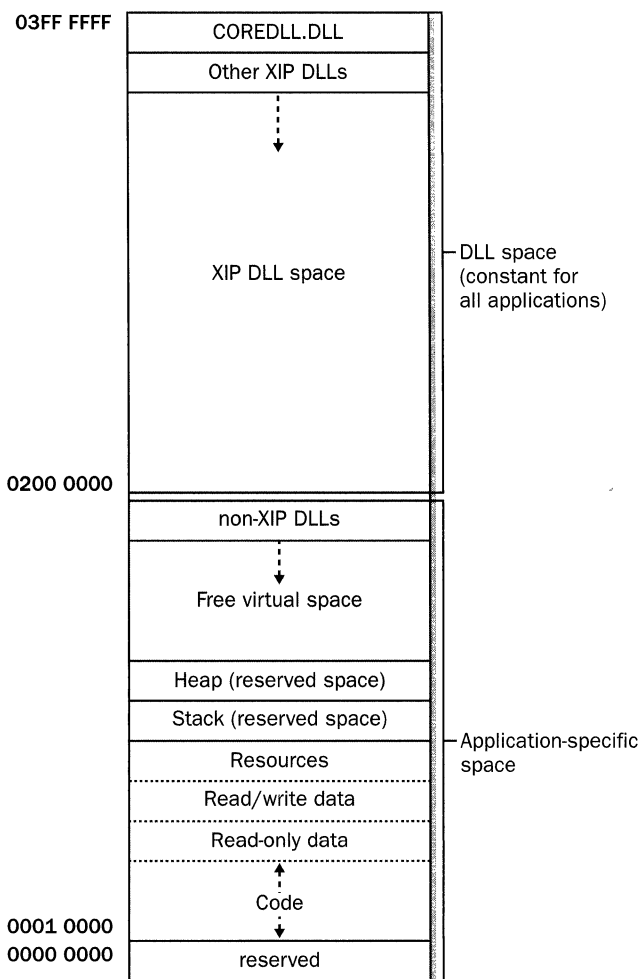 03FF FFFF
COREDLL.DLL
Other XIP DLLs
XIP DLL space
DLL space
(constant for
all applications)
0200 0000
non-XIP DLLs
Free virtual space
Heap (reserved space)
Stack (reserved space)
Application-specific
space
Resources
Read/write data
Read-only data
Code
0001 0000
0000 0000
reserved